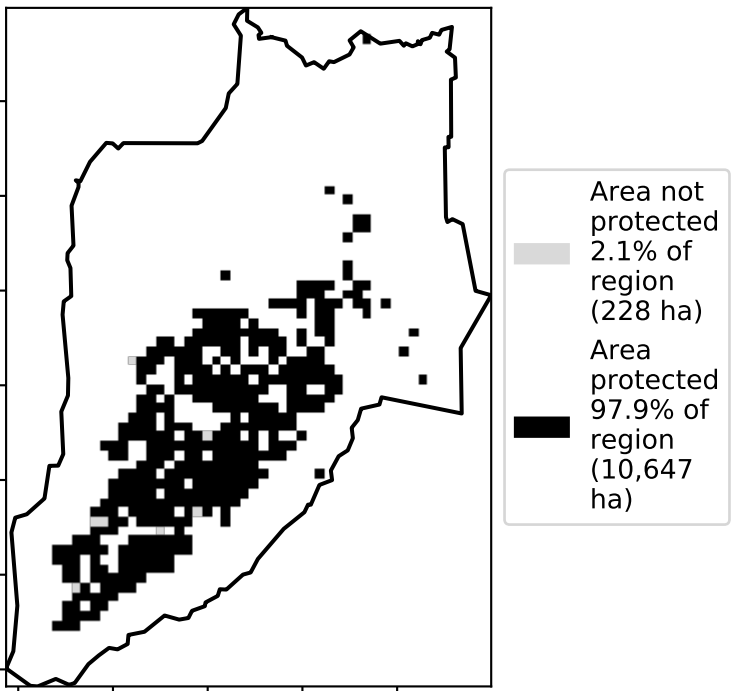 Area not
protected
2.1% of
region
(228 ha)
Area
protected
97.9% of
region
(10,647
ha)